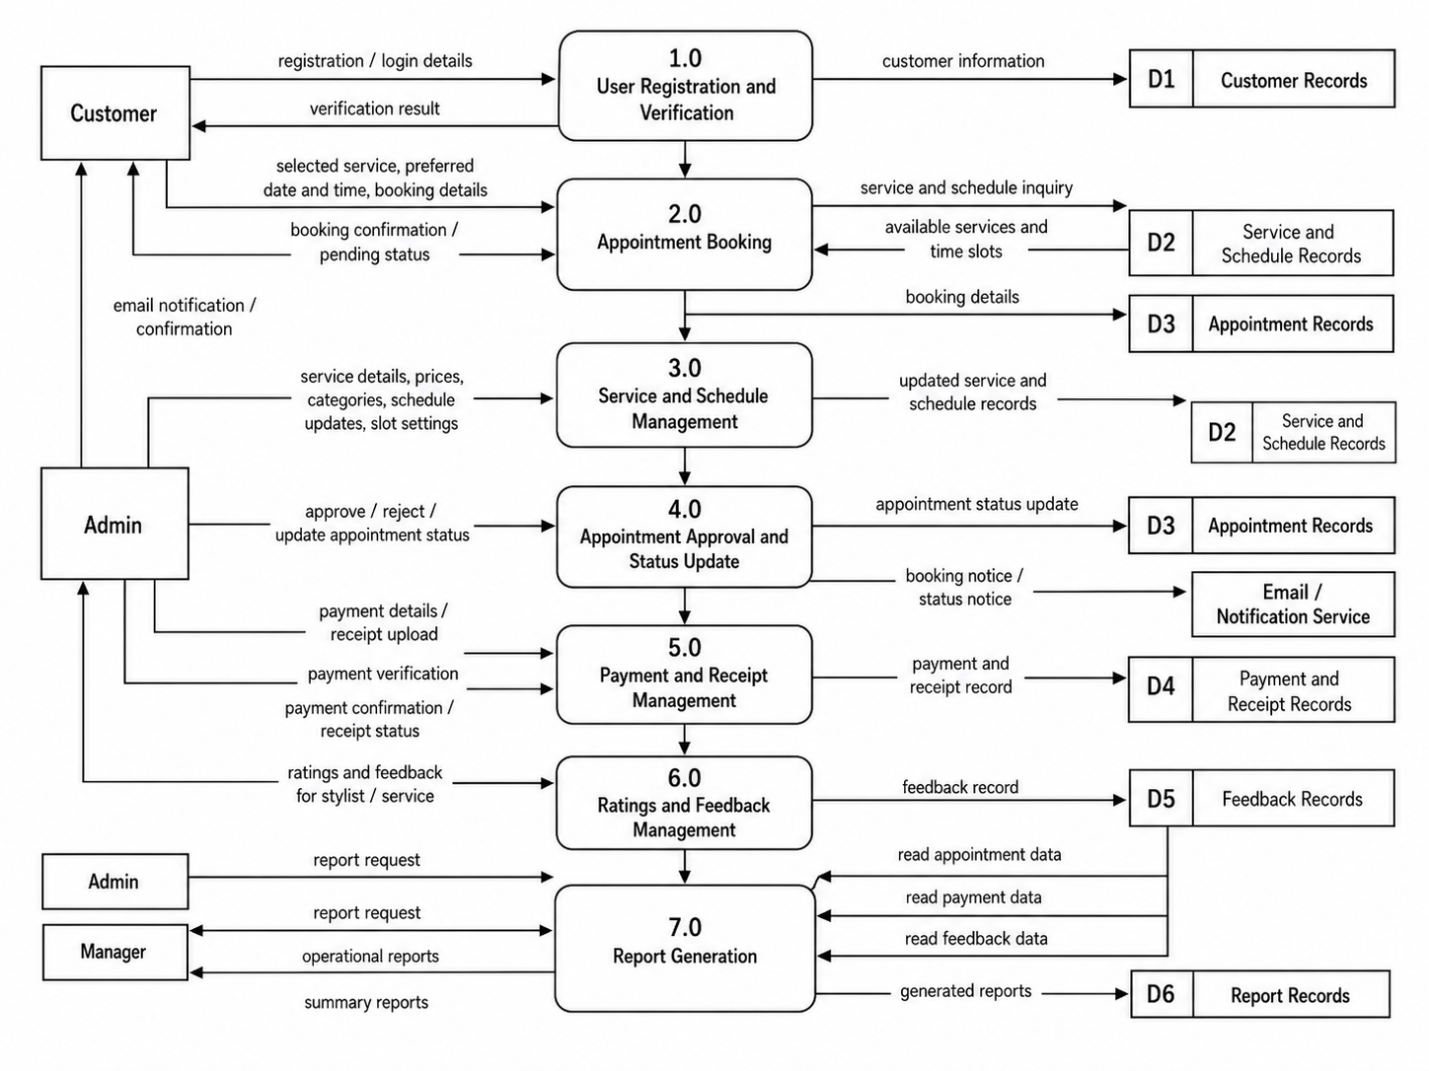 registration / login details
1.0
User Registration and
Verification
customer information
D1
Customer Records
Customer
verification result
selected service, preferred
date and time, booking details
2.0
Appointment Booking
service and schedule inquiry
booking confirmation /
pending status
available services and
time slots
D2
Service and
Schedule Records
email notification /
confirmation
booking details
D3
Appointment Records
service details, prices,
categories, schedule
updates, slot settings
3.0
Service and Schedule
Management
updated service and
schedule records
D2
Service and
Schedule Records
Admin
approve / reject /
update appointment status
4.0
Appointment Approval and
Status Update
appointment status update
D3
Appointment Records
booking notice /
status notice
Email /
Notification Service
payment details /
receipt upload
payment verification
payment confirmation /
receipt status
5.0
Payment and Receipt
Management
payment and
receipt record
D4
Payment and
Receipt Records
ratings and feedback
for stylist / service
6.0
Ratings and Feedback
Management
feedback record
D5
Feedback Records
Admin
report request
read appointment data
Manager
report request
read payment data
7.0
Report Generation
operational reports
read feedback data
summary reports
generated reports
D6
Report Records